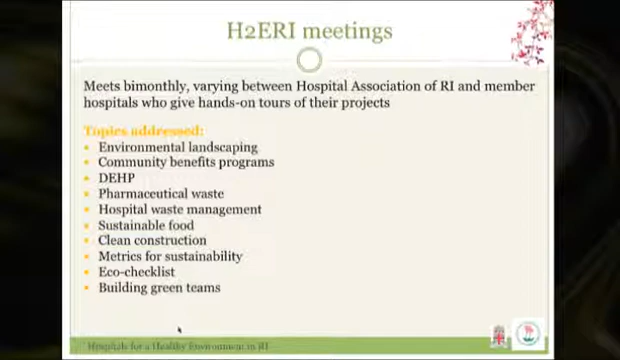 H2ERI meetings
Meets bimonthly, varying between Hospital Association of RI and member
hospitals who give hands-on tours of their projects
Topics addressed:
Environmental landscaping
Community benefits programs
DEHP
Pharmaceutical waste
Hospital waste management
Sustainable food
Clean construction
Metrics for sustainability
Eco-checklist
Building green teams
Hospitals for a Healthy Environment in RI